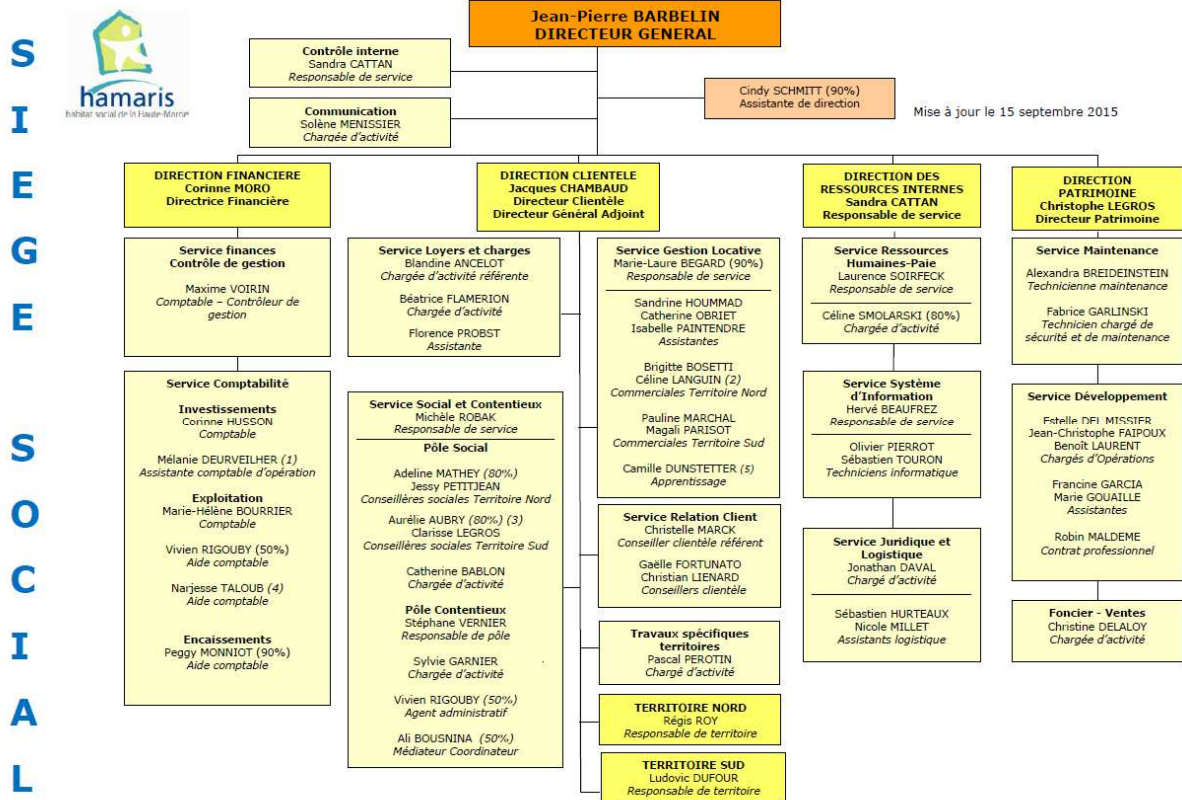 SIEGE SOCIAL
hamaris
habitat social de la Haute-Marne
Jean-Pierre BARBELIN
DIRECTEUR GENERAL
Contrôle interne
Sandra CATTAN
Responsable de service
Communication
Solène MENISSIER
Chargée d'activité
Cindy SCHMITT (90%)
Assistante de direction
Mise à jour le 15 septembre 2015
DIRECTION FINANCIERE
Corinne MORO
Directrice Financière
Service finances
Contrôle de gestion
Maxime VOIRIN
Comptable – Contrôleur de
gestion
Service Comptabilité
Investissements
Corinne HUSSON
Comptable
Mélanie DEURVEILHER (1)
Assistante comptable d'opération
Exploitation
Marie-Hélène BOURRIER
Comptable
Vivien RIGOUBY (50%)
Aide comptable
Narjesse TALOUB (4)
Aide comptable
Encaissements
Peggy MONNIOT (90%)
Aide comptable
DIRECTION CLIENTELE
Jacques CHAMBAUD
Directeur Clientèle
Directeur Général Adjoint
Service Loyers et charges
Blandine ANCELOT
Chargée d'activité référente
Béatrice FLAMERION
Chargée d'activité
Florence PROBST
Assistante
Service Social et Contentieux
Michèle ROBAK
Responsable de service
Pôle Social
Adeline MATHEY (80%)
Jessy PETITJEAN
Conseillères sociales Territoire Nord
Aurélie AUBRY (80%) (3)
Clarisse LEGROS
Conseillères sociales Territoire Sud
Catherine BABLON
Chargée d'activité
Pôle Contentieux
Stéphane VERNIER
Responsable de pôle
Sylvie GARNIER
Chargée d'activité
Vivien RIGOUBY (50%)
Agent administratif
Ali BOUSNINA (50%)
Médiateur Coordinateur
Service Gestion Locative
Marie-Laure BEGARD (90%)
Responsable de service
Sandrine HOUMMAD
Catherine OBRIET
Isabelle PAINTENDRE
Assistantes
Brigitte BOSETTI
Céline LANGUIN (2)
Commerciales Territoire Nord
Pauline MARCHAL
Magali PARISOT
Commerciales Territoire Sud
Camille DUNSTETTER (5)
Apprentissage
Service Relation Client
Christelle MARCK
Conseiller clientèle référent
Gaëlle FORTUNATO
Christian LIENARD
Conseillers clientèle
Travaux spécifiques
territoires
Pascal PEROTIN
Chargé d'activité
TERRITOIRE NORD
Régis ROY
Responsable de territoire
TERRITOIRE SUD
Ludovic DUFOUR
Responsable de territoire
DIRECTION DES
RESSOURCES INTERNES
Sandra CATTAN
Responsable de service
Service Ressources
Humaines-Paie
Laurence SOIRFECK
Responsable de service
Céline SMOLARSKI (80%)
Chargée d'activité
Service Système
d'Information
Hervé BEAUFREZ
Responsable de service
Olivier PIERROT
Sébastien TOURON
Techniciens informatique
Service Juridique et
Logistique
Jonathan DAVAL
Chargé d'activité
Sébastien HURTEAUX
Nicole MILLET
Assistants logistique
DIRECTION
PATRIMOINE
Christophe LEGROS
Directeur Patrimoine
Service Maintenance
Alexandra BREIDEINSTEIN
Technicienne maintenance
Fabrice GARLINSKI
Technicien chargé de
sécurité et de maintenance
Service Développement
Estelle DEL MISSIER
Jean-Christophe FAIPOUX
Benoît LAURENT
Chargés d'Opérations
Francine GARCIA
Marie GOUAILLE
Assistantes
Robin MALDEME
Contrat professionnel
Foncier - Ventes
Christine DELALOY
Chargée d'activité